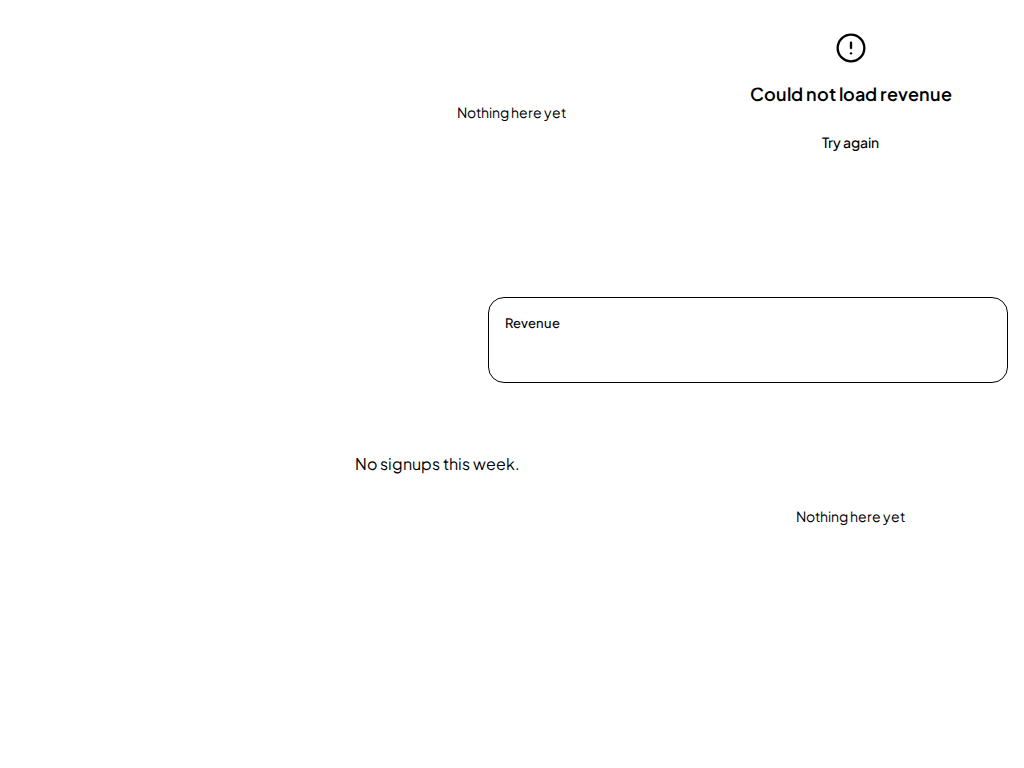 Could not load revenue
Nothing here yet
Try again
Revenue
No signups this week.
Nothing here yet